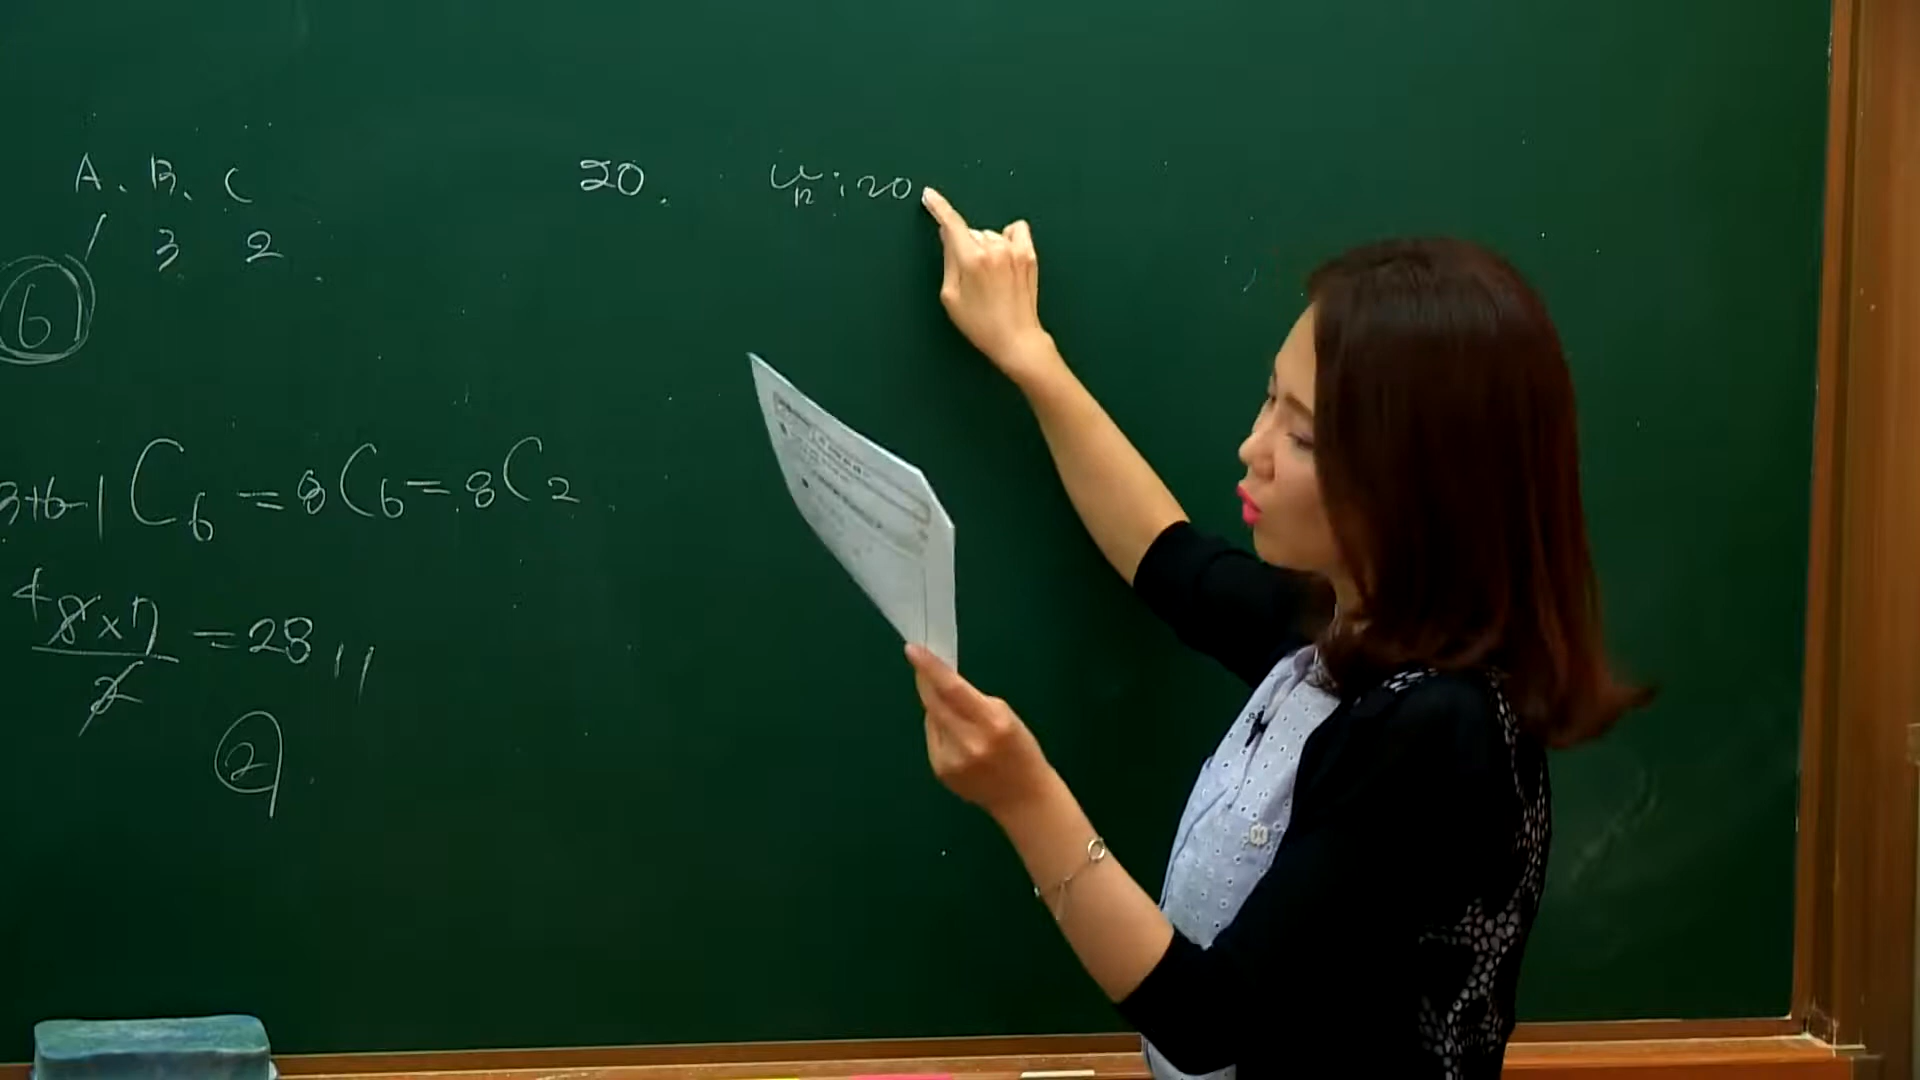 A. B. C
/ 3 2
6
3+6-1C6 = 8C6 = 8C2
4 8×7 / 2 = 28 //
②
20.
: 20